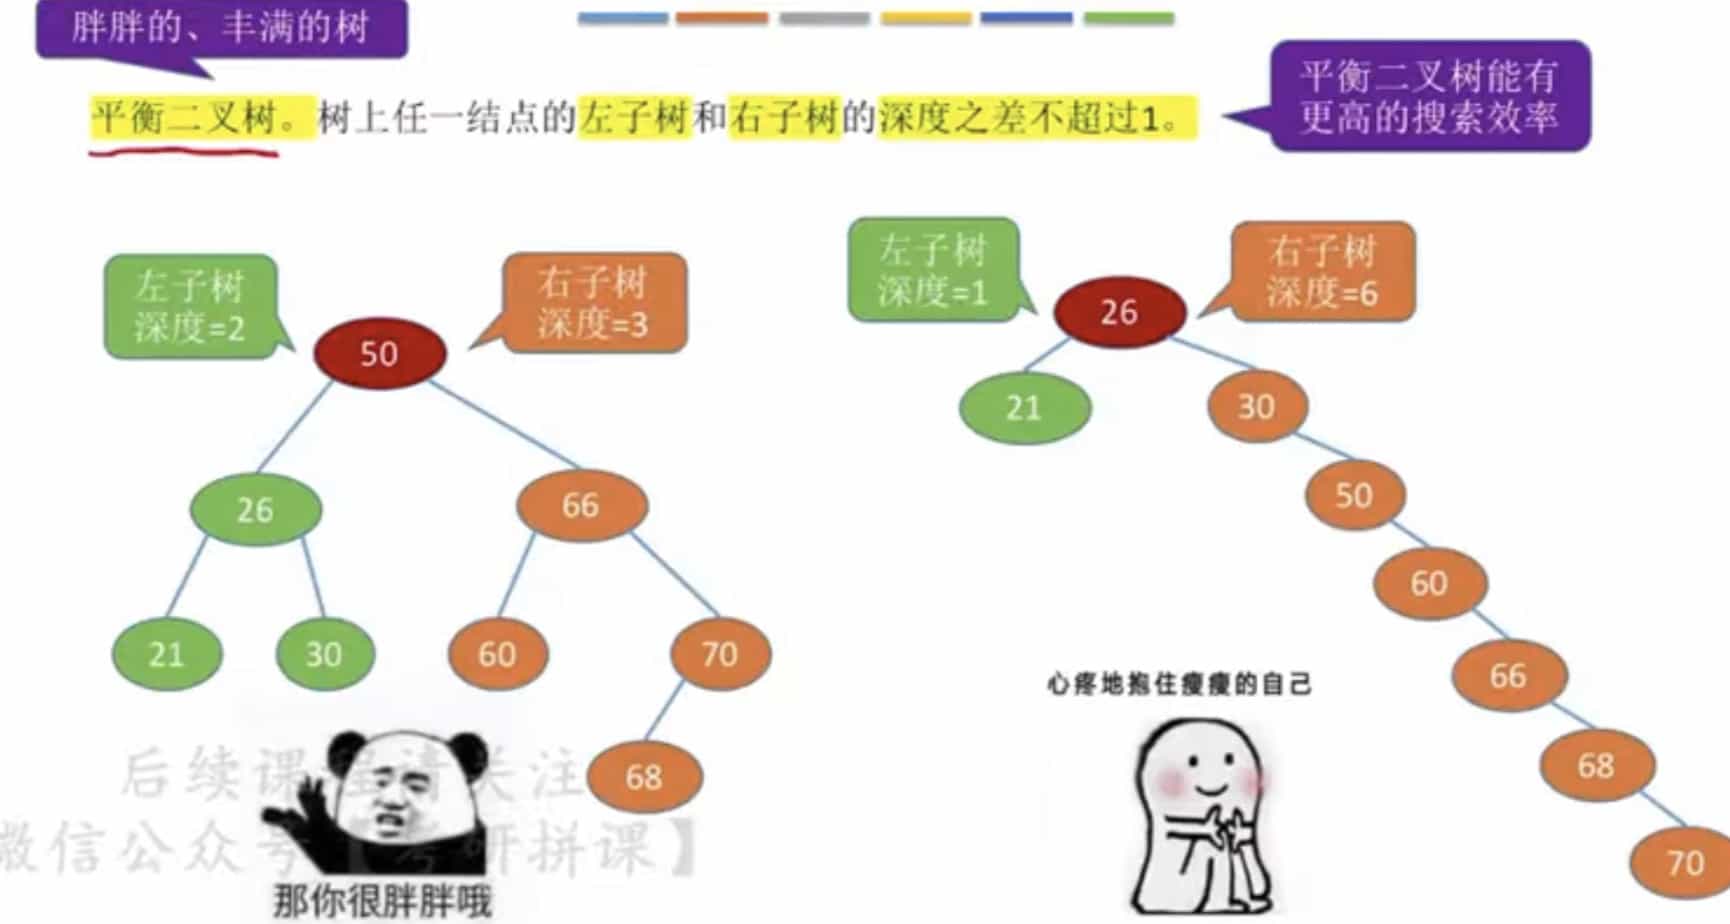 胖胖的、丰满的树
平衡二叉树。树上任一结点的左子树和右子树的深度之差不超过1。
平衡二叉树能有
更高的搜索效率
左子树
深度=2
右子树
深度=3
50
26
66
21
30
60
70
68
左子树
深度=1
右子树
深度=6
26
21
30
50
60
66
68
70
心疼地抱住瘦瘦的自己
后续课程请关注
微信公众号【考研拼课】
那你很胖胖哦